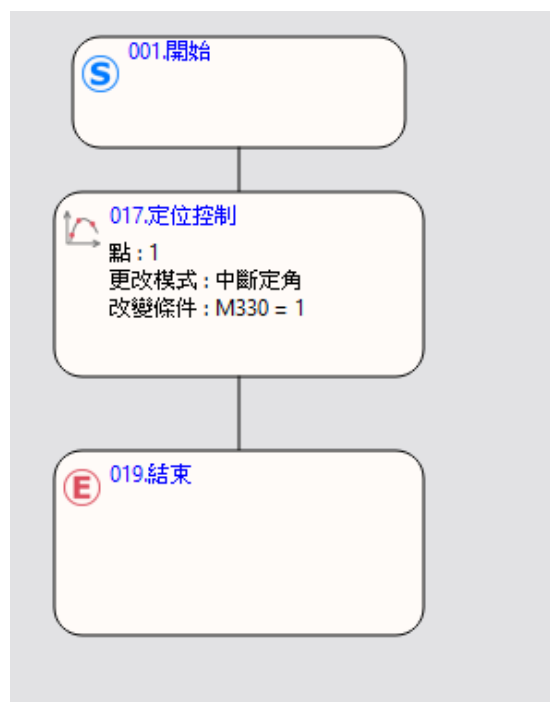 001.開始
S
017.定位控制
點 : 1
更改模式 : 中斷定角
改變條件 : M330 = 1
019.結束
E